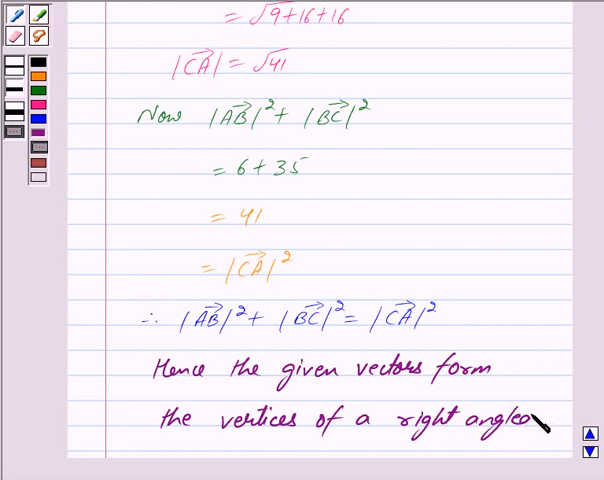 = √9+16+16
|CA→| = √41
Now |AB→|² + |BC→|²
= 6 + 35
= 41
= |CA→|²
∴ |AB→|² + |BC→|² = |CA→|²
Hence the given vectors form
the vertices of a right angled